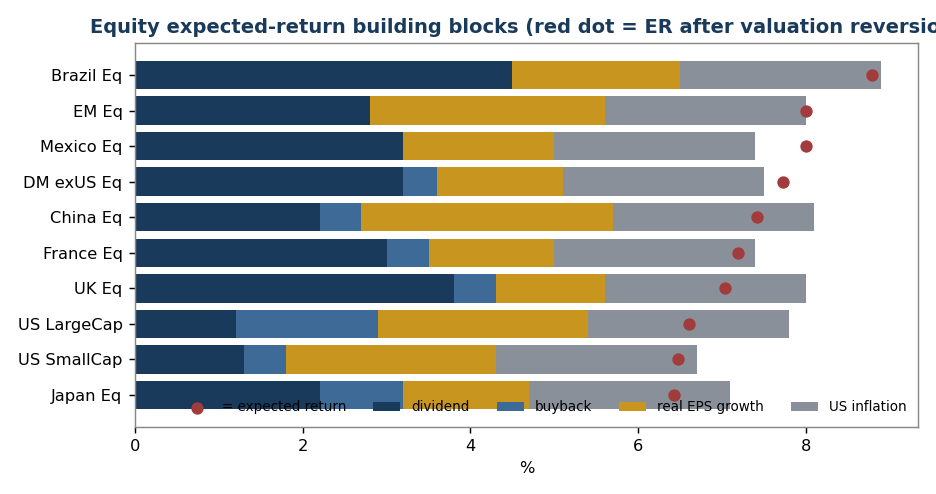 Equity expected-return building blocks (red dot = ER after valuation reversio
Brazil Eq
EM Eq
Mexico Eq
DM exUS Eq
China Eq
France Eq
UK Eq
US LargeCap
US SmallCap
Japan Eq
= expected return dividend buyback real EPS growth US inflation
0 2 4 6 8
%